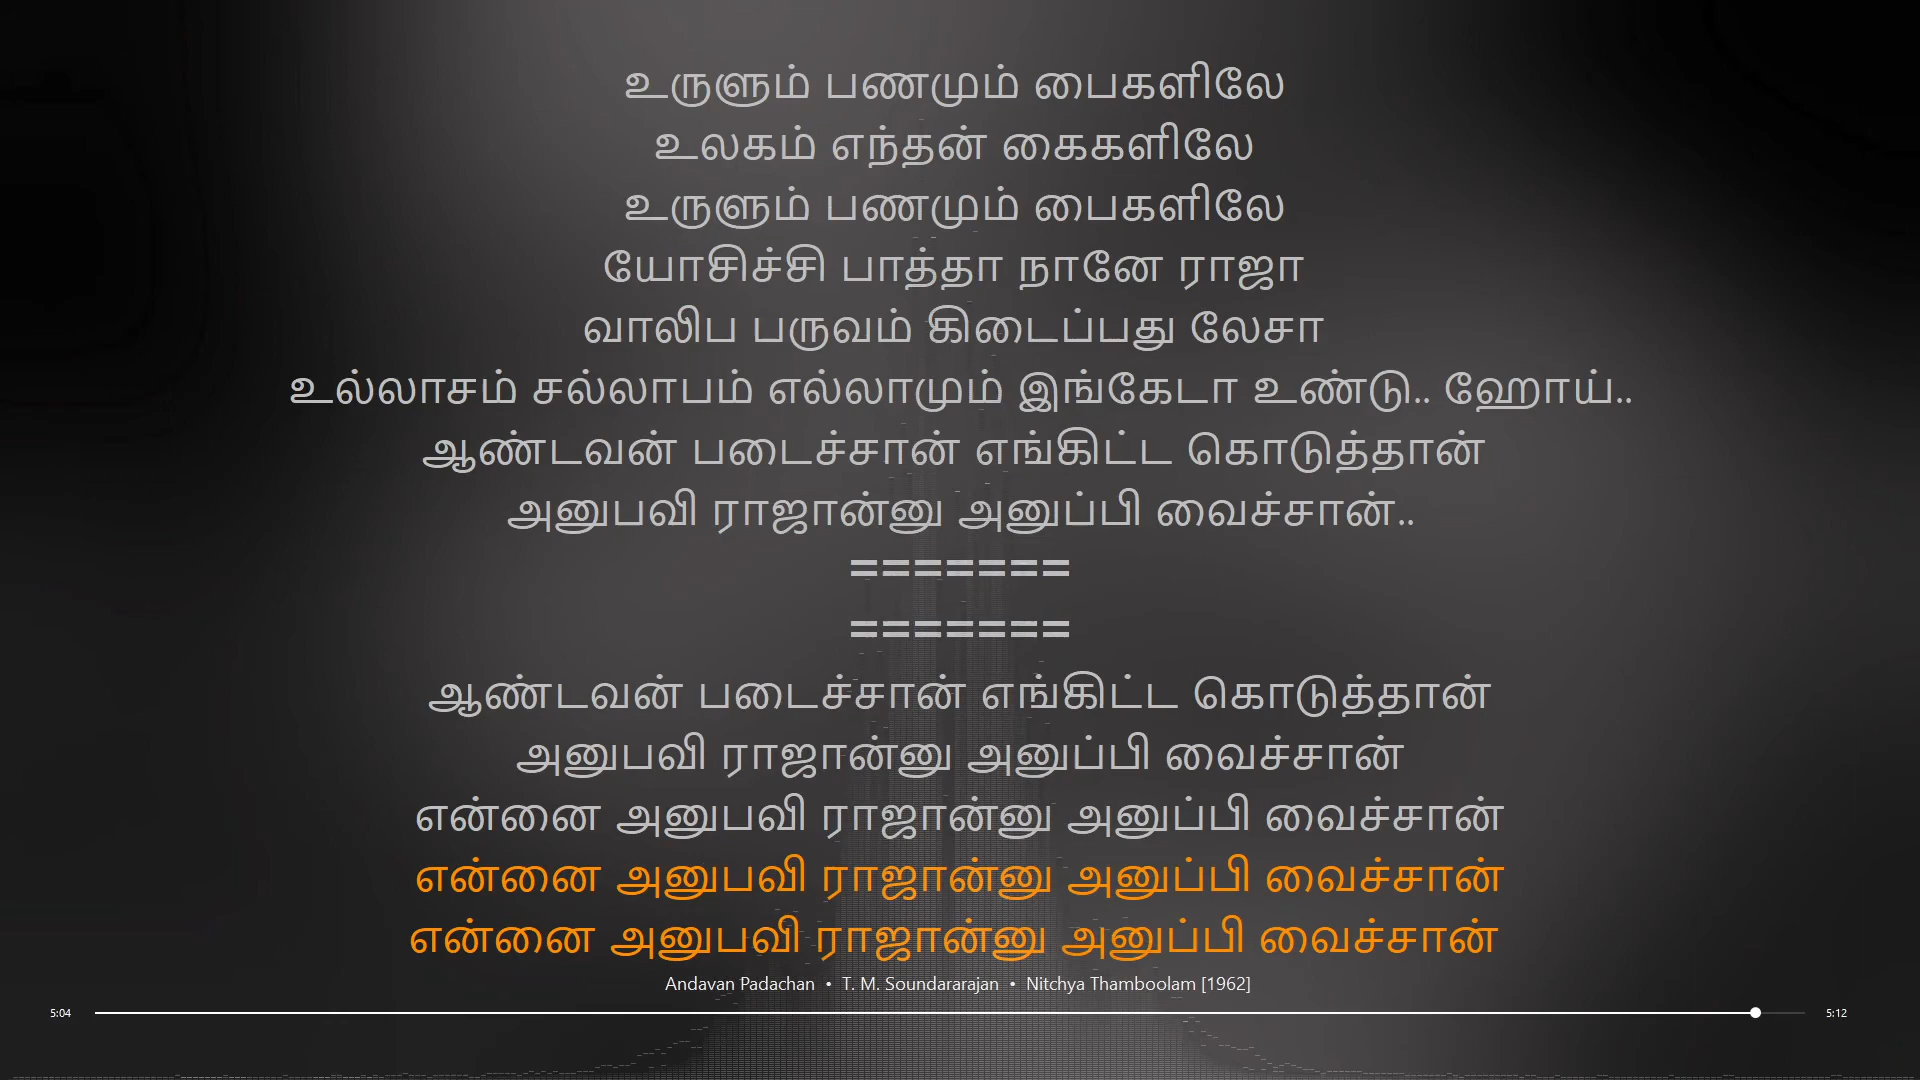 உருளும் பணமும் பைகளிலே
உலகம் எந்தன் கைகளிலே
உருளும் பணமும் பைகளிலே
யோசிச்சி பாத்தா நானே ராஜா
வாலிப பருவம் கிடைப்பது லேசா
உல்லாசம் சல்லாபம் எல்லாமும் இங்கேடா உண்டு.. ஹோய்..
ஆண்டவன் படைச்சான் எங்கிட்ட கொடுத்தான்
அனுபவி ராஜான்னு அனுப்பி வைச்சான்..
=======
=======
ஆண்டவன் படைச்சான் எங்கிட்ட கொடுத்தான்
அனுபவி ராஜான்னு அனுப்பி வைச்சான்
என்னை அனுபவி ராஜான்னு அனுப்பி வைச்சான்
என்னை அனுபவி ராஜான்னு அனுப்பி வைச்சான்
என்னை அனுபவி ராஜான்னு அனுப்பி வைச்சான்
Andavan Padachan • T. M. Soundararajan • Nitchya Thamboolam [1962]
5:04 5:12